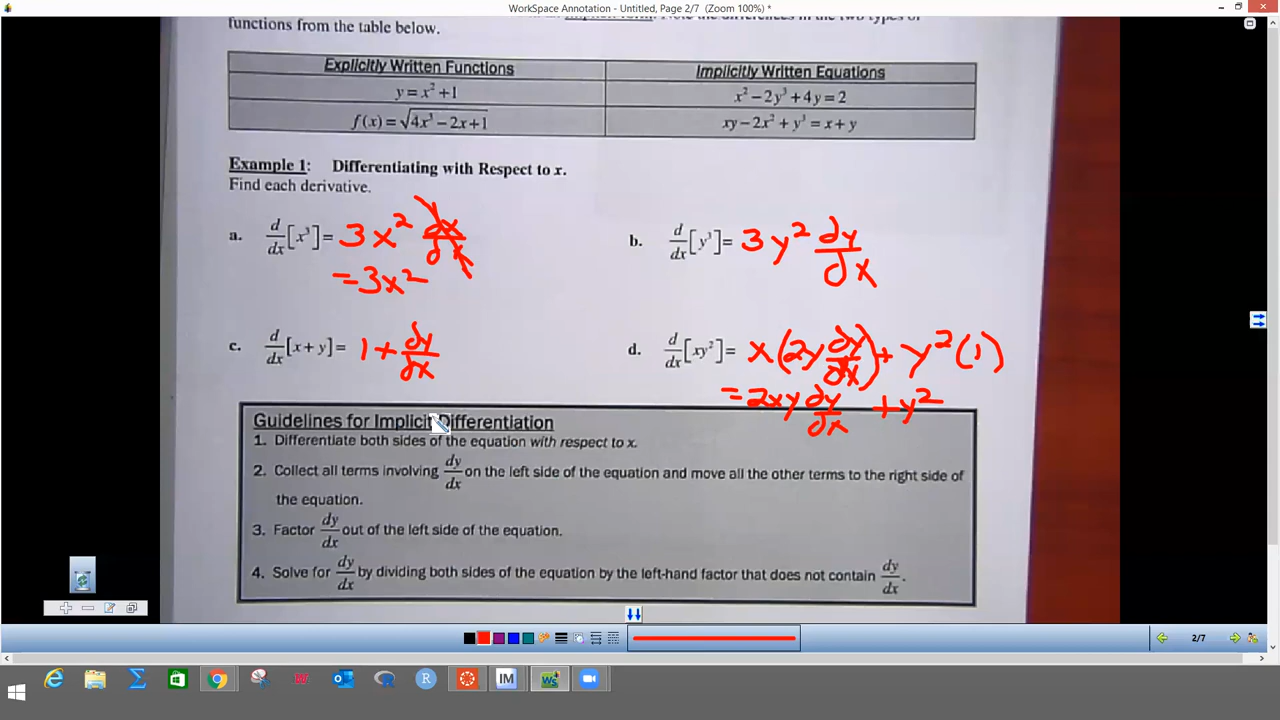 WorkSpace Annotation - Untitled, Page 2/7 (Zoom 100%) *
functions from the table below.
Explicitly Written Functions Implicitly Written Equations
y = x² + 1 x² − 2y³ + 4y = 2
f(x) = √(4x³ − 2x + 1) xy − 2x² + y³ = x + y
Example 1: Differentiating with Respect to x.
Find each derivative.
a. d/dx [x³] = 3x² dx/dx
= 3x²
b. d/dx [y³] = 3y² dy/dx
c. d/dx [x + y] = 1 + dy/dx
d. d/dx [xy²] = x(2y dy/dx) + y²(1)
= 2xy dy/dx + y²
Guidelines for Implicit Differentiation
1. Differentiate both sides of the equation with respect to x.
2. Collect all terms involving dy/dx on the left side of the equation and move all the other terms to the right side of
the equation.
3. Factor dy/dx out of the left side of the equation.
4. Solve for dy/dx by dividing both sides of the equation by the left-hand factor that does not contain dy/dx.
2/7
IM